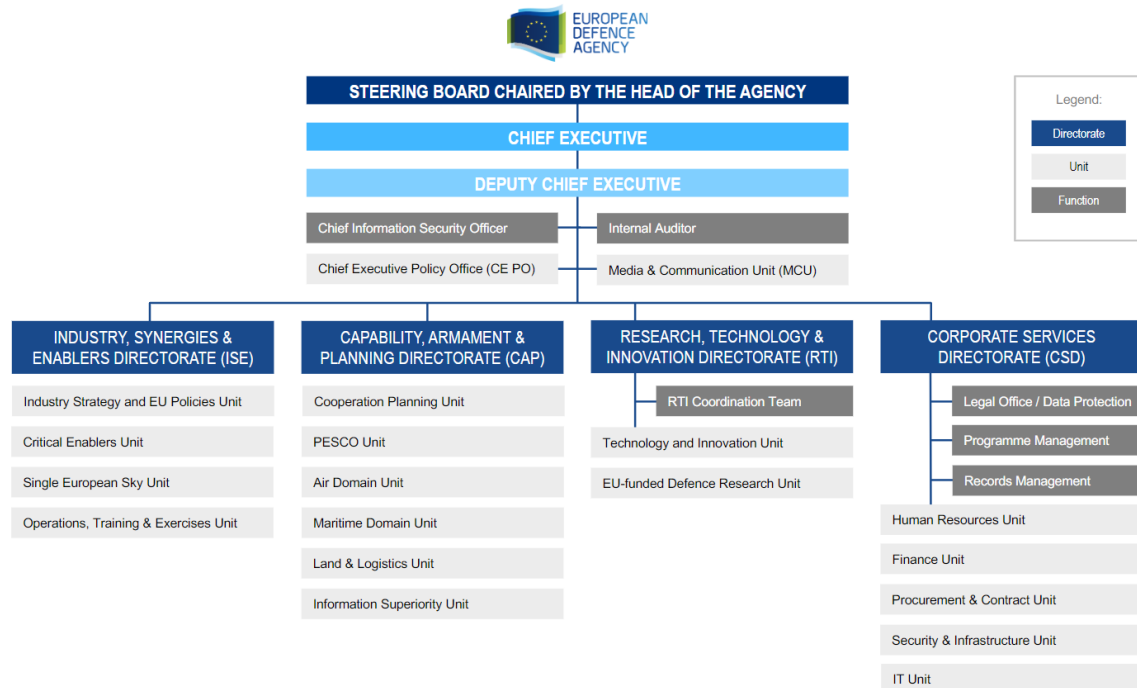 EUROPEAN
DEFENCE
AGENCY
STEERING BOARD CHAIRED BY THE HEAD OF THE AGENCY
CHIEF EXECUTIVE
DEPUTY CHIEF EXECUTIVE
Chief Information Security Officer
Internal Auditor
Chief Executive Policy Office (CE PO)
Media & Communication Unit (MCU)
Legend:
Directorate
Unit
Function
INDUSTRY, SYNERGIES &
ENABLERS DIRECTORATE (ISE)
Industry Strategy and EU Policies Unit
Critical Enablers Unit
Single European Sky Unit
Operations, Training & Exercises Unit
CAPABILITY, ARMAMENT &
PLANNING DIRECTORATE (CAP)
Cooperation Planning Unit
PESCO Unit
Air Domain Unit
Maritime Domain Unit
Land & Logistics Unit
Information Superiority Unit
RESEARCH, TECHNOLOGY &
INNOVATION DIRECTORATE (RTI)
RTI Coordination Team
Technology and Innovation Unit
EU-funded Defence Research Unit
CORPORATE SERVICES
DIRECTORATE (CSD)
Legal Office / Data Protection
Programme Management
Records Management
Human Resources Unit
Finance Unit
Procurement & Contract Unit
Security & Infrastructure Unit
IT Unit